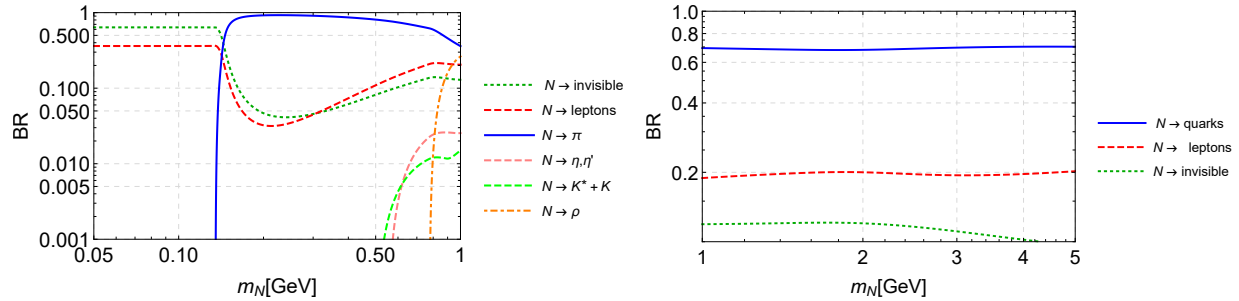 BR
1
0.500
0.100
0.050
0.010
0.005
0.001
0.05
0.10
0.50
1
m_N[GeV]
N → invisible
N → leptons
N → π
N → η,η'
N → K* + K
N → ρ
BR
1.0
0.8
0.6
0.4
0.2
1
2
3
4
5
m_N[GeV]
N → quarks
N → leptons
N → invisible